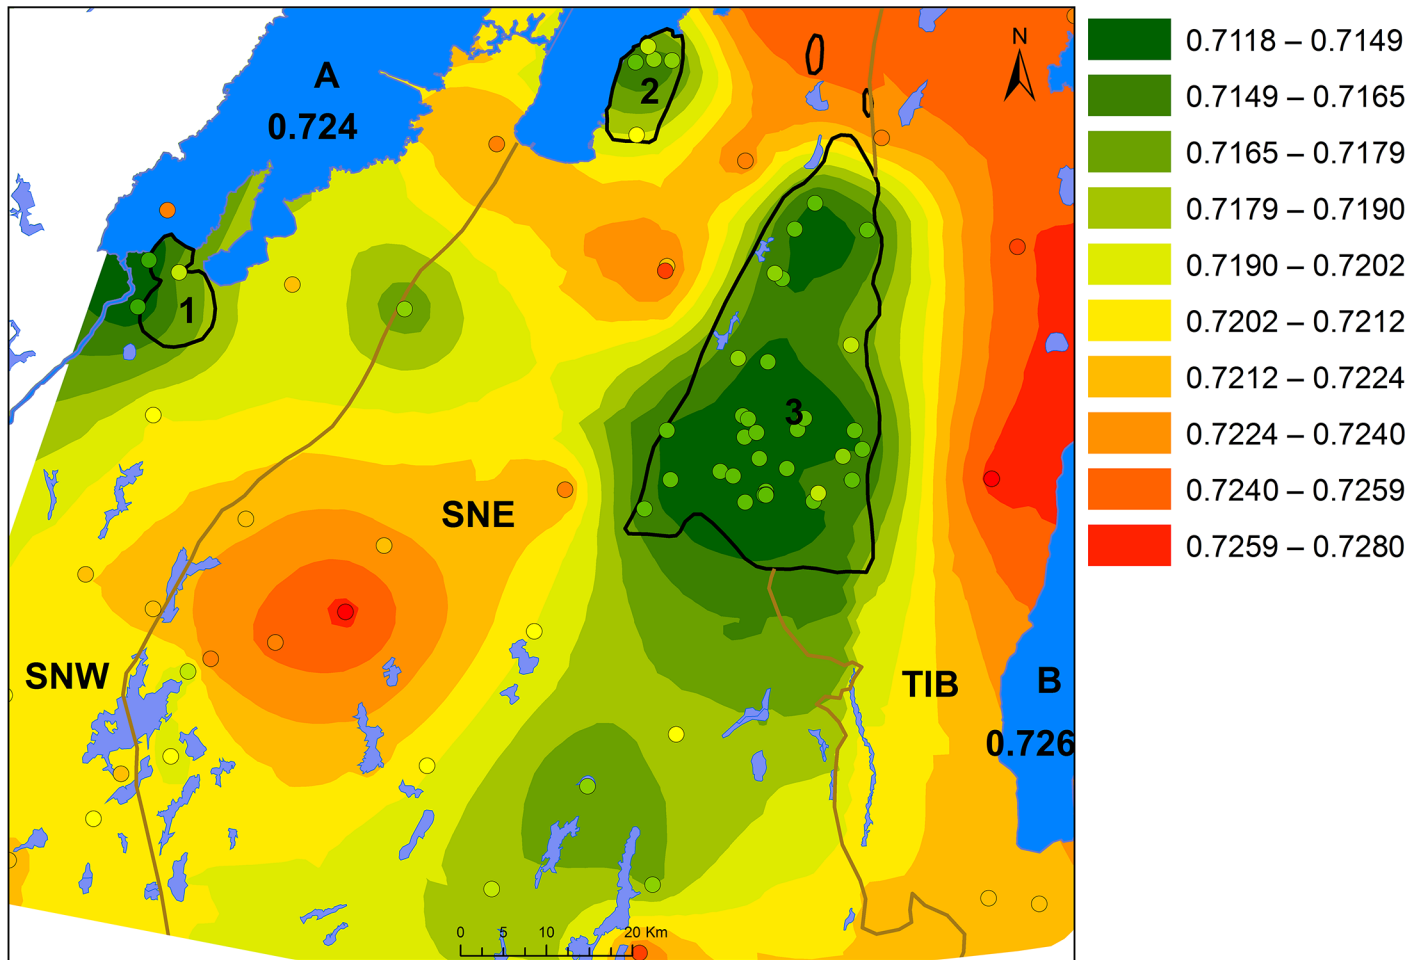 N
A
0.724
2
1
3
SNE
SNW
TIB
B
0.726
0 5 10 20 Km
0.7118 – 0.7149
0.7149 – 0.7165
0.7165 – 0.7179
0.7179 – 0.7190
0.7190 – 0.7202
0.7202 – 0.7212
0.7212 – 0.7224
0.7224 – 0.7240
0.7240 – 0.7259
0.7259 – 0.7280